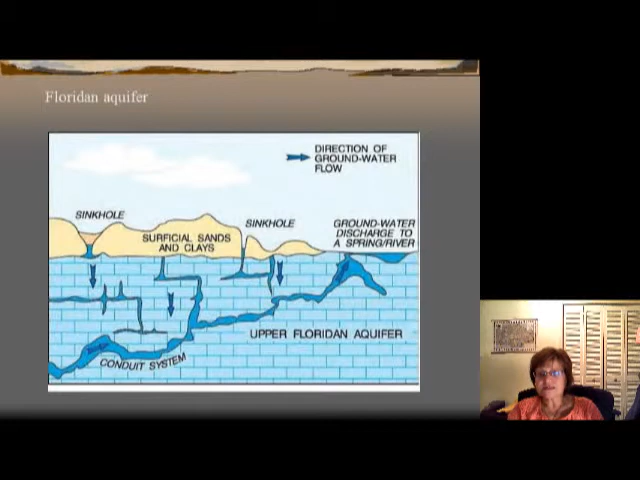 Floridan aquifer
DIRECTION OF
GROUND-WATER
FLOW
SINKHOLE
SINKHOLE
GROUND-WATER
DISCHARGE TO
A SPRING/RIVER
SURFICIAL SANDS
AND CLAYS
UPPER FLORIDAN AQUIFER
CONDUIT SYSTEM